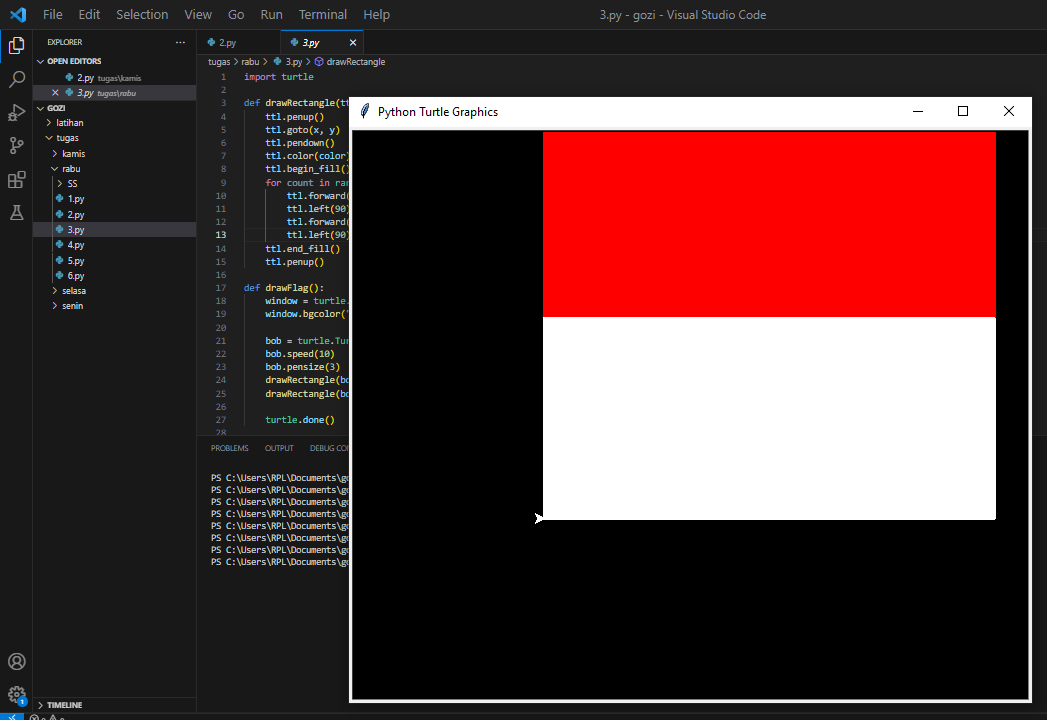 File Edit Selection View Go Run Terminal Help 3.py - gozi - Visual Studio Code
EXPLORER ...
OPEN EDITORS
2.py tugas\kamis
3.py tugas\rabu
GOZI
latihan
tugas
kamis
rabu
SS
1.py
2.py
3.py
4.py
5.py
6.py
selasa
senin
TIMELINE
2.py 3.py
tugas > rabu > 3.py > drawRectangle
1 import turtle
2
3 def drawRectangle(tt
4 ttl.penup()
5 ttl.goto(x, y)
6 ttl.pendown()
7 ttl.color(color)
8 ttl.begin_fill()
9 for count in ran
10 ttl.forward(
11 ttl.left(90)
12 ttl.forward(
13 ttl.left(90)
14 ttl.end_fill()
15 ttl.penup()
16
17 def drawFlag():
18 window = turtle.
19 window.bgcolor('
20
21 bob = turtle.Tur
22 bob.speed(10)
23 bob.pensize(3)
24 drawRectangle(bo
25 drawRectangle(bo
26
27 turtle.done()
28
PROBLEMS OUTPUT DEBUG CON
PS C:\Users\RPL\Documents\go
PS C:\Users\RPL\Documents\go
PS C:\Users\RPL\Documents\go
PS C:\Users\RPL\Documents\go
PS C:\Users\RPL\Documents\go
PS C:\Users\RPL\Documents\go
PS C:\Users\RPL\Documents\go
PS C:\Users\RPL\Documents\go
Python Turtle Graphics
1